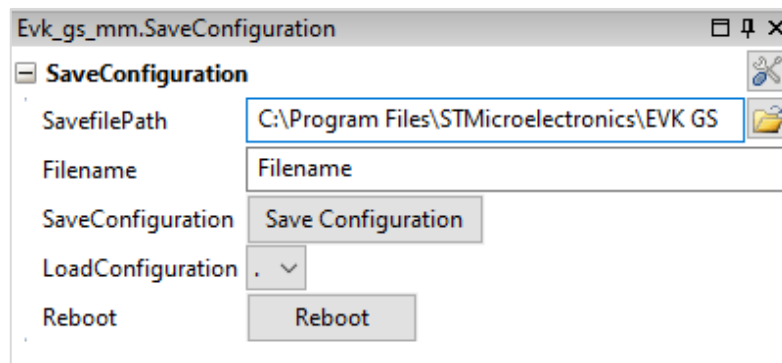 Evk_gs_mm.SaveConfiguration
SaveConfiguration
SavefilePath C:\Program Files\STMicroelectronics\EVK GS
Filename Filename
SaveConfiguration Save Configuration
LoadConfiguration .
Reboot Reboot